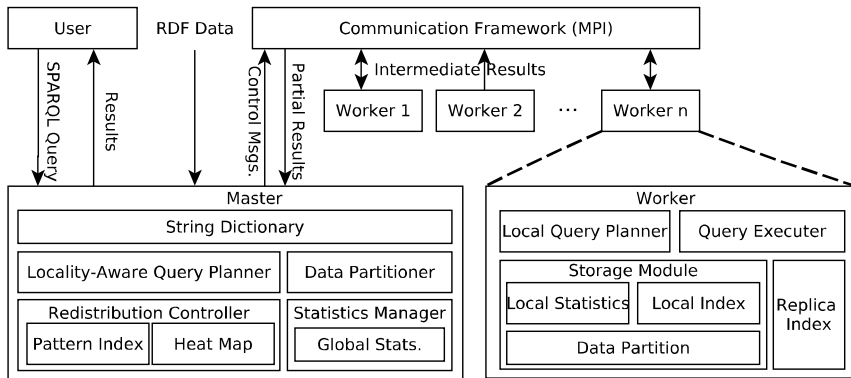 User
RDF Data
Communication Framework (MPI)
SPARQL Query
Results
Control Msgs.
Partial Results
Intermediate Results
Worker 1
Worker 2
...
Worker n
Master
String Dictionary
Locality-Aware Query Planner
Data Partitioner
Redistribution Controller
Pattern Index
Heat Map
Statistics Manager
Global Stats.
Worker
Local Query Planner
Query Executer
Storage Module
Local Statistics
Local Index
Data Partition
Replica
Index